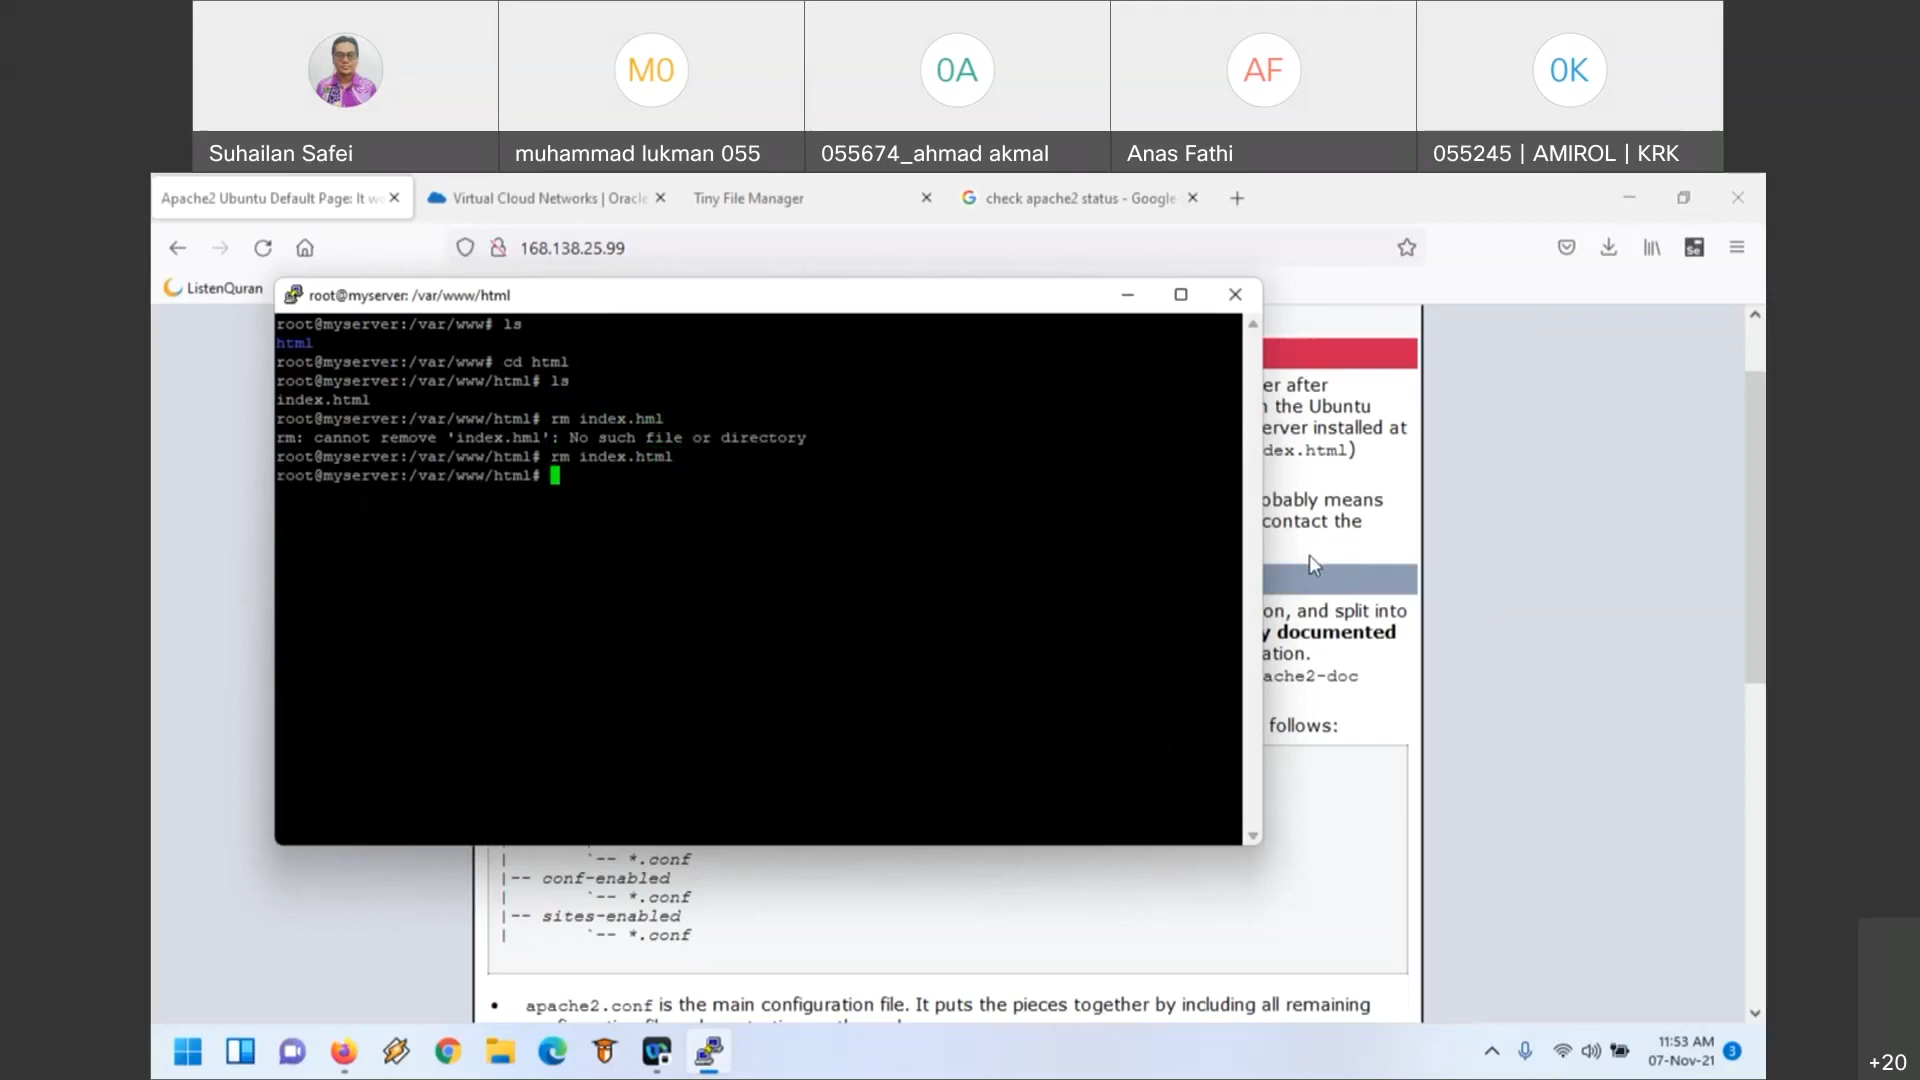 M0
0A
AF
0K
Suhailan Safei
muhammad lukman 055
055674_ahmad akmal
Anas Fathi
055245 | AMIROL | KRK
Apache2 Ubuntu Default Page: It
Virtual Cloud Networks | Oracle
Tiny File Manager
check apache2 status - Google
168.138.25.99
Se
ListenQuran
root@myserver: /var/www/html
root@myserver:/var/www# ls
html
root@myserver:/var/www# cd html
root@myserver:/var/www/html# ls
index.html
root@myserver:/var/www/html# rm index.hml
rm: cannot remove 'index.hml': No such file or directory
root@myserver:/var/www/html# rm index.html
root@myserver:/var/www/html#
er after
the Ubuntu
erver installed at
dex.html)
obably means
contact the
on, and split into
y documented
ation.
ache2-doc
follows:
| `-- *.conf
|-- conf-enabled
| `-- *.conf
|-- sites-enabled
| `-- *.conf
• apache2.conf is the main configuration file. It puts the pieces together by including all remaining
11:53 AM
07-Nov-21
3
+20